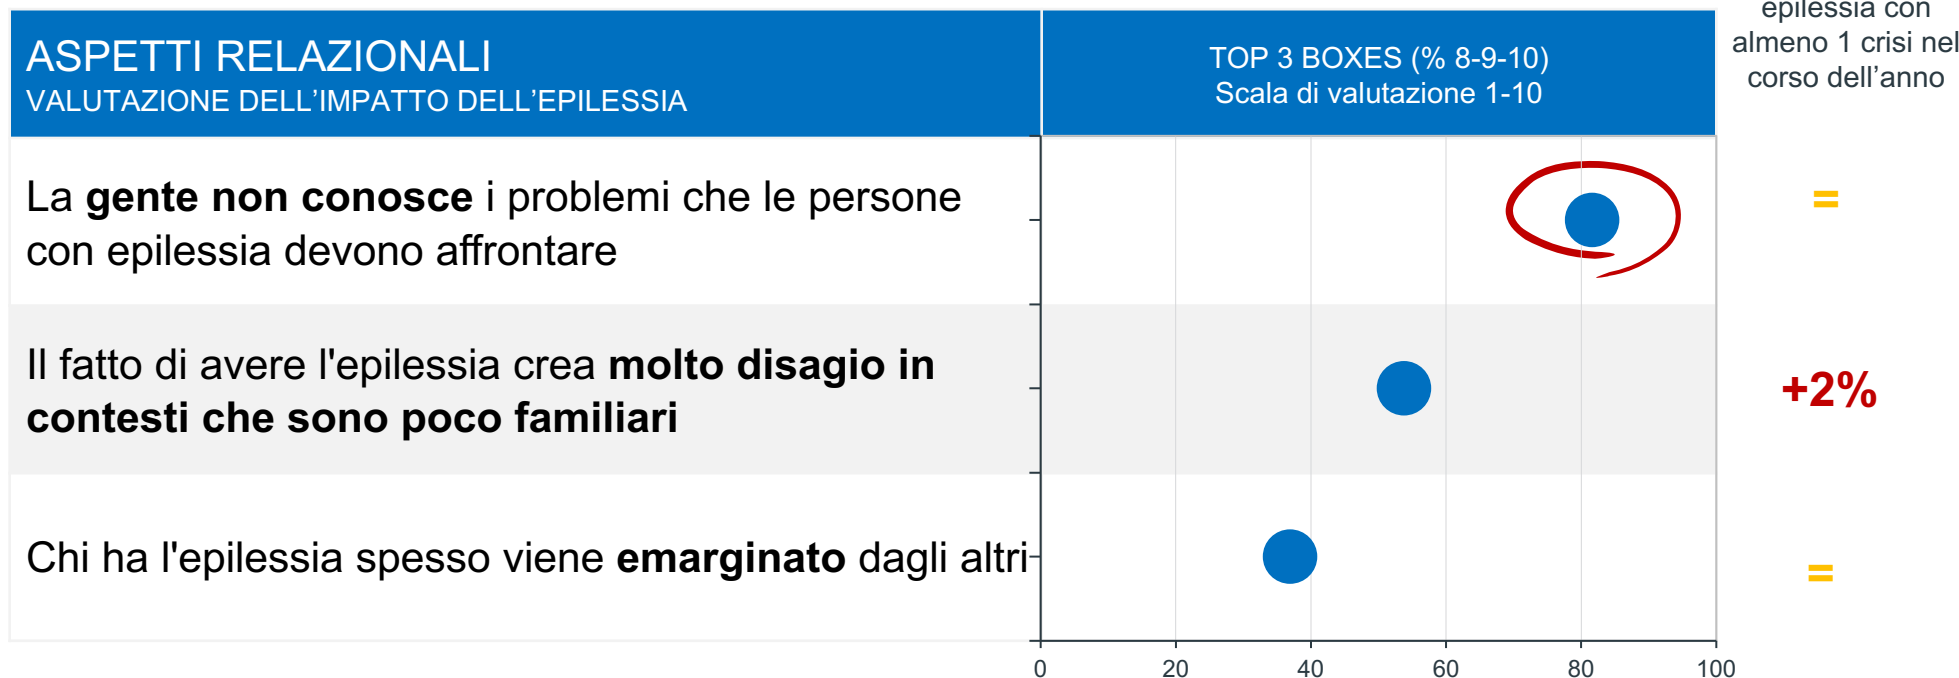 epilessia con
almeno 1 crisi nel
corso dell’anno
ASPETTI RELAZIONALI
VALUTAZIONE DELL’IMPATTO DELL’EPILESSIA
TOP 3 BOXES (% 8-9-10)
Scala di valutazione 1-10
La gente non conosce i problemi che le persone
con epilessia devono affrontare
=
Il fatto di avere l'epilessia crea molto disagio in
contesti che sono poco familiari
+2%
Chi ha l'epilessia spesso viene emarginato dagli altri
=
0 20 40 60 80 100